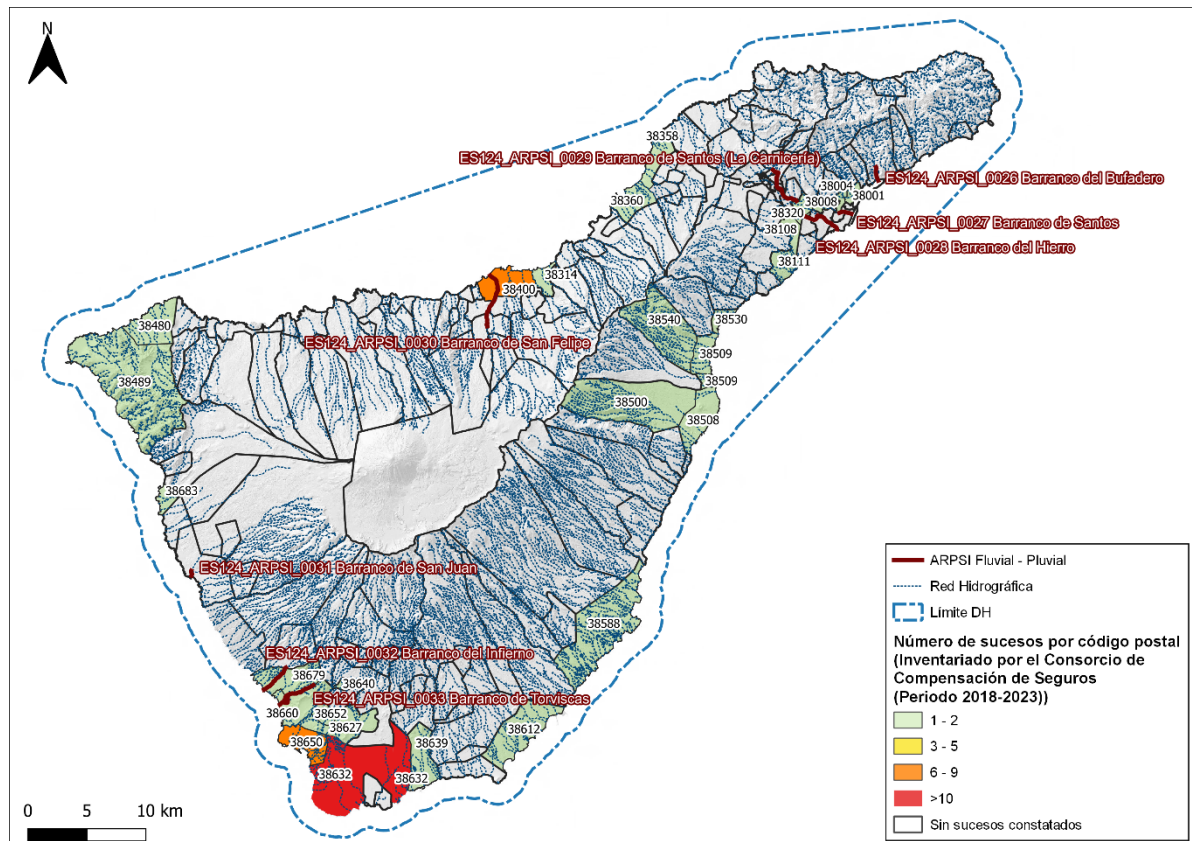 N
38358
ES124_ARPSI_0029 Barranco de Santos (La Carnicería)
ES124_ARPSI_0026 Barranco del Bufadero
38004
38001
38360
38008
38320
ES124_ARPSI_0027 Barranco de Santos
38108
ES124_ARPSI_0028 Barranco del Hierro
38111
38314
38400
38480
38540
38530
ES124_ARPSI_0030 Barranco de San Felipe
38509
38489
38509
38500
38508
38683
ES124_ARPSI_0031 Barranco de San Juan
38588
ES124_ARPSI_0032 Barranco del Infierno
38679
38640
ES124_ARPSI_0033 Barranco de Torviscas
38660
38652
38627
38612
38650
38639
38632
38632
0 5 10 km
ARPSI Fluvial - Pluvial
Red Hidrográfica
Límite DH
Número de sucesos por código postal
(Inventariado por el Consorcio de
Compensación de Seguros
(Periodo 2018-2023))
1 - 2
3 - 5
6 - 9
>10
Sin sucesos constatados